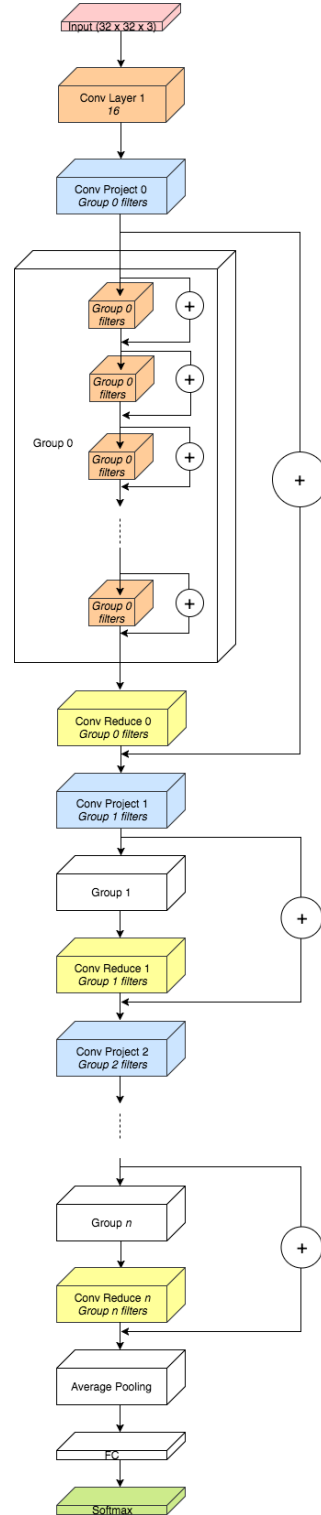 Input (32 x 32 x 3)
Conv Layer 1
16
Conv Project 0
Group 0 filters
Group 0
filters
+
Group 0
filters
+
Group 0
Group 0
filters
+
+
Group 0
filters
+
Conv Reduce 0
Group 0 filters
Conv Project 1
Group 1 filters
Group 1
+
Conv Reduce 1
Group 1 filters
Conv Project 2
Group 2 filters
Group n
+
Conv Reduce n
Group n filters
Average Pooling
FC
Softmax